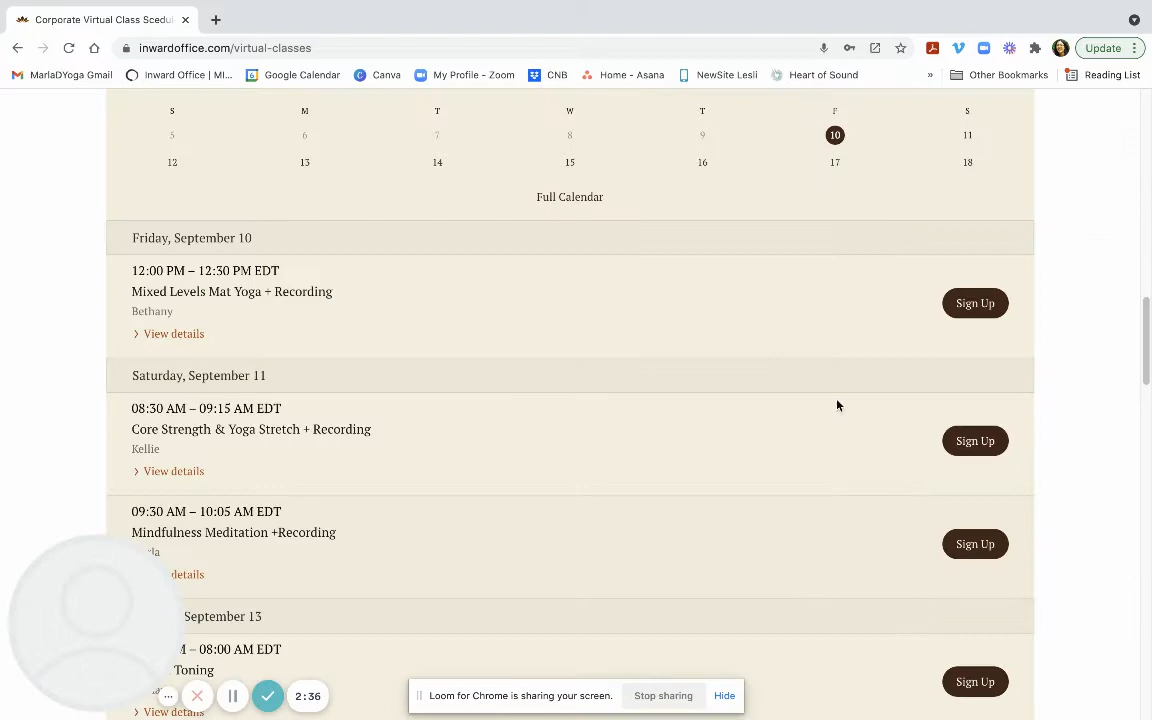 Corporate Virtual Class Scedul
inwardoffice.com/virtual-classes
Update
MarlaDYoga Gmail
Inward Office | MI...
Google Calendar
Canva
My Profile - Zoom
CNB
Home - Asana
NewSite Lesli
Heart of Sound
»
Other Bookmarks
Reading List
S M T W T F S
5 6 7 8 9 10 11
12 13 14 15 16 17 18
Full Calendar
Friday, September 10
12:00 PM – 12:30 PM EDT
Mixed Levels Mat Yoga + Recording
Bethany
View details
Sign Up
Saturday, September 11
08:30 AM – 09:15 AM EDT
Core Strength & Yoga Stretch + Recording
Kellie
View details
Sign Up
09:30 AM – 10:05 AM EDT
Mindfulness Meditation +Recording
details
Sign Up
September 13
– 08:00 AM EDT
Toning
View details
Sign Up
2:36
Loom for Chrome is sharing your screen.
Stop sharing
Hide